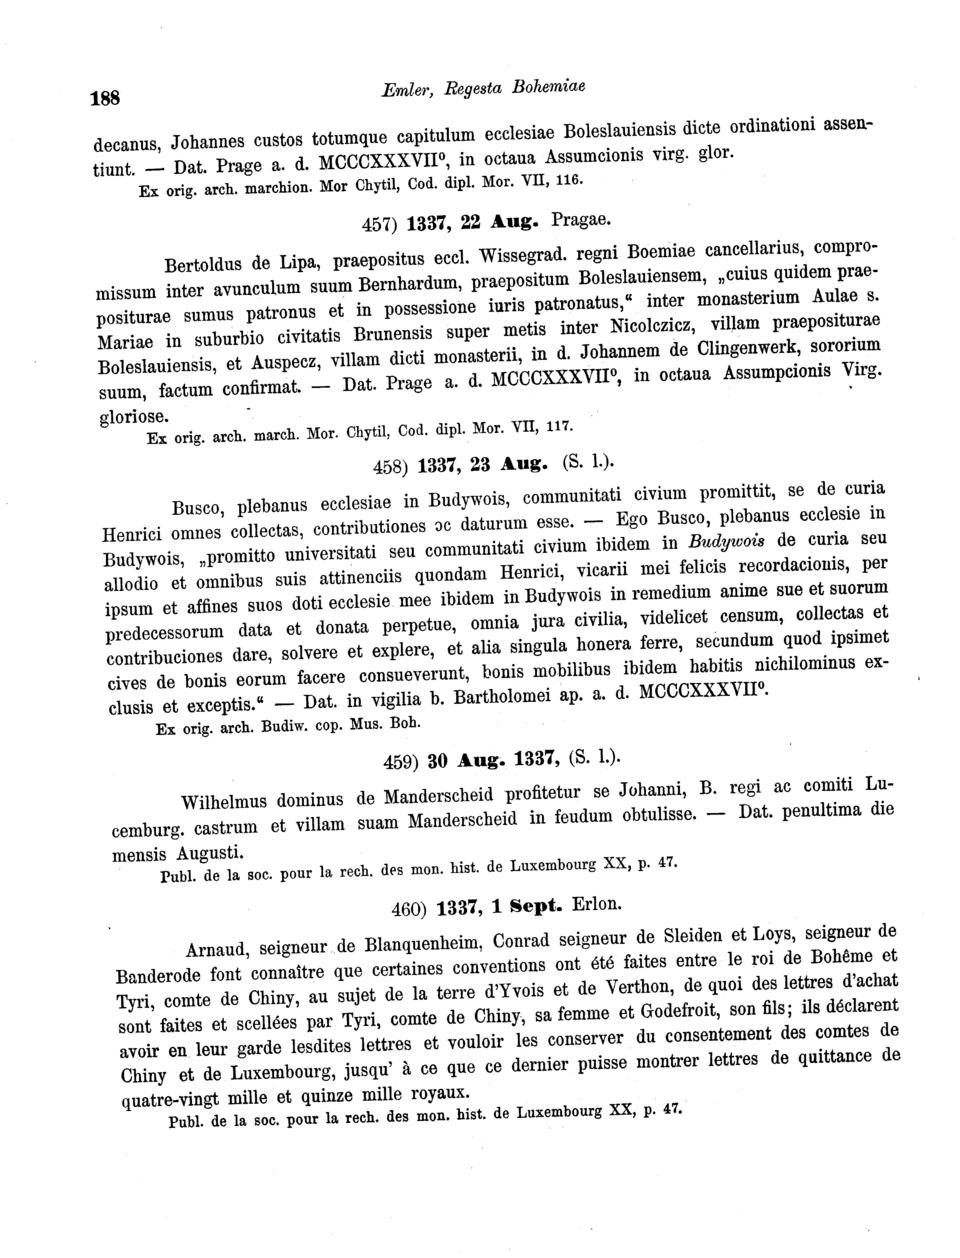 188
Emler, Regesta Bohemiae
decanus, Johannes custos totumque capitulum ecclesiae Boleslauiensis dicte ordinationi assen-
tiunt. — Dat. Prage a. d. MCCCXXXVII⁰, in octaua Assumcionis virg. glor.
Ex orig. arch. marchion. Mor Chytil, Cod. dipl. Mor. VII, 116.
457) 1337, 22 Aug. Pragae.
Bertoldus de Lipa, praepositus eccl. Wissegrad. regni Boemiae cancellarius, compro-
missum inter avunculum suum Bernhardum, praepositum Boleslauiensem, „cuius quidem prae-
positurae sumus patronus et in possessione iuris patronatus,“ inter monasterium Aulae s.
Mariae in suburbio civitatis Brunensis super metis inter Nicolczicz, villam praepositurae
Boleslauiensis, et Auspecz, villam dicti monasterii, in d. Johannem de Clingenwerk, sororium
suum, factum confirmat. — Dat. Prage a. d. MCCCXXXVII⁰, in octaua Assumpcionis Virg.
gloriose.
Ex orig. arch. march. Mor. Chytil, Cod. dipl. Mor. VII, 117.
458) 1337, 23 Aug. (S. l.).
Busco, plebanus ecclesiae in Budywois, communitati civium promittit, se de curia
Henrici omnes collectas, contributiones ɔc daturum esse. — Ego Busco, plebanus ecclesie in
Budywois, „promitto universitati seu communitati civium ibidem in Budywois de curia seu
allodio et omnibus suis attinenciis quondam Henrici, vicarii mei felicis recordacionis, per
ipsum et affines suos doti ecclesie mee ibidem in Budywois in remedium anime sue et suorum
predecessorum data et donata perpetue, omnia jura civilia, videlicet censum, collectas et
contribuciones dare, solvere et explere, et alia singula honera ferre, secundum quod ipsimet
cives de bonis eorum facere consueverunt, bonis mobilibus ibidem habitis nichilominus ex-
clusis et exceptis.“ — Dat. in vigilia b. Bartholomei ap. a. d. MCCCXXXVII⁰.
Ex orig. arch. Budiw. cop. Mus. Boh.
459) 30 Aug. 1337, (S. l.).
Wilhelmus dominus de Manderscheid profitetur se Johanni, B. regi ac comiti Lu-
cemburg. castrum et villam suam Manderscheid in feudum obtulisse. — Dat. penultima die
mensis Augusti.
Publ. de la soc. pour la rech. des mon. hist. de Luxembourg XX, p. 47.
460) 1337, 1 Sept. Erlon.
Arnaud, seigneur de Blanquenheim, Conrad seigneur de Sleiden et Loys, seigneur de
Banderode font connaître que certaines conventions ont été faites entre le roi de Bohême et
Tyri, comte de Chiny, au sujet de la terre d'Yvois et de Verthon, de quoi des lettres d'achat
sont faites et scellées par Tyri, comte de Chiny, sa femme et Godefroit, son fils; ils déclarent
avoir en leur garde lesdites lettres et vouloir les conserver du consentement des comtes de
Chiny et de Luxembourg, jusqu' à ce que ce dernier puisse montrer lettres de quittance de
quatre-vingt mille et quinze mille royaux.
Publ. de la soc. pour la rech. des mon. hist. de Luxembourg XX, p. 47.